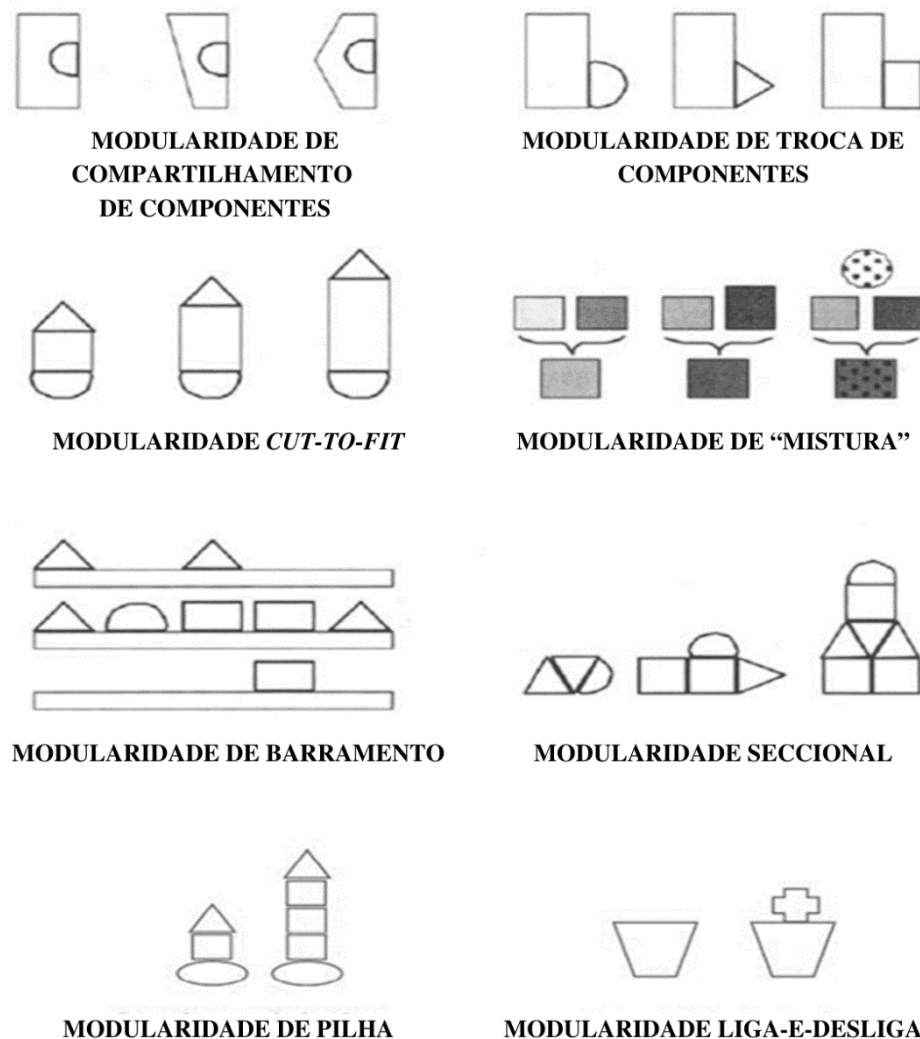 MODULARIDADE DE
COMPARTILHAMENTO
DE COMPONENTES
MODULARIDADE DE TROCA DE
COMPONENTES
MODULARIDADE CUT-TO-FIT
MODULARIDADE DE “MISTURA”
MODULARIDADE DE BARRAMENTO
MODULARIDADE SECCIONAL
MODULARIDADE DE PILHA
MODULARIDADE LIGA-E-DESLIGA